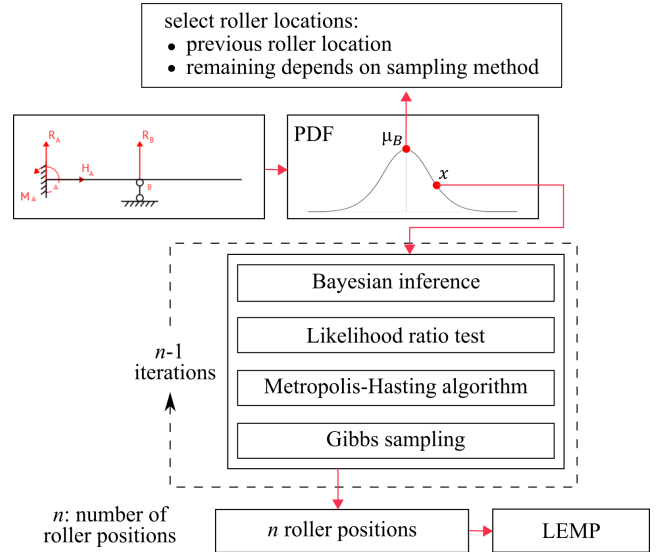 select roller locations:
• previous roller location
• remaining depends on sampling method
R_A
R_B
H_A
A
B
M_A
PDF
μ_B
x
Bayesian inference
Likelihood ratio test
n-1
iterations
Metropolis-Hasting algorithm
Gibbs sampling
n: number of
roller positions
n roller positions
LEMP